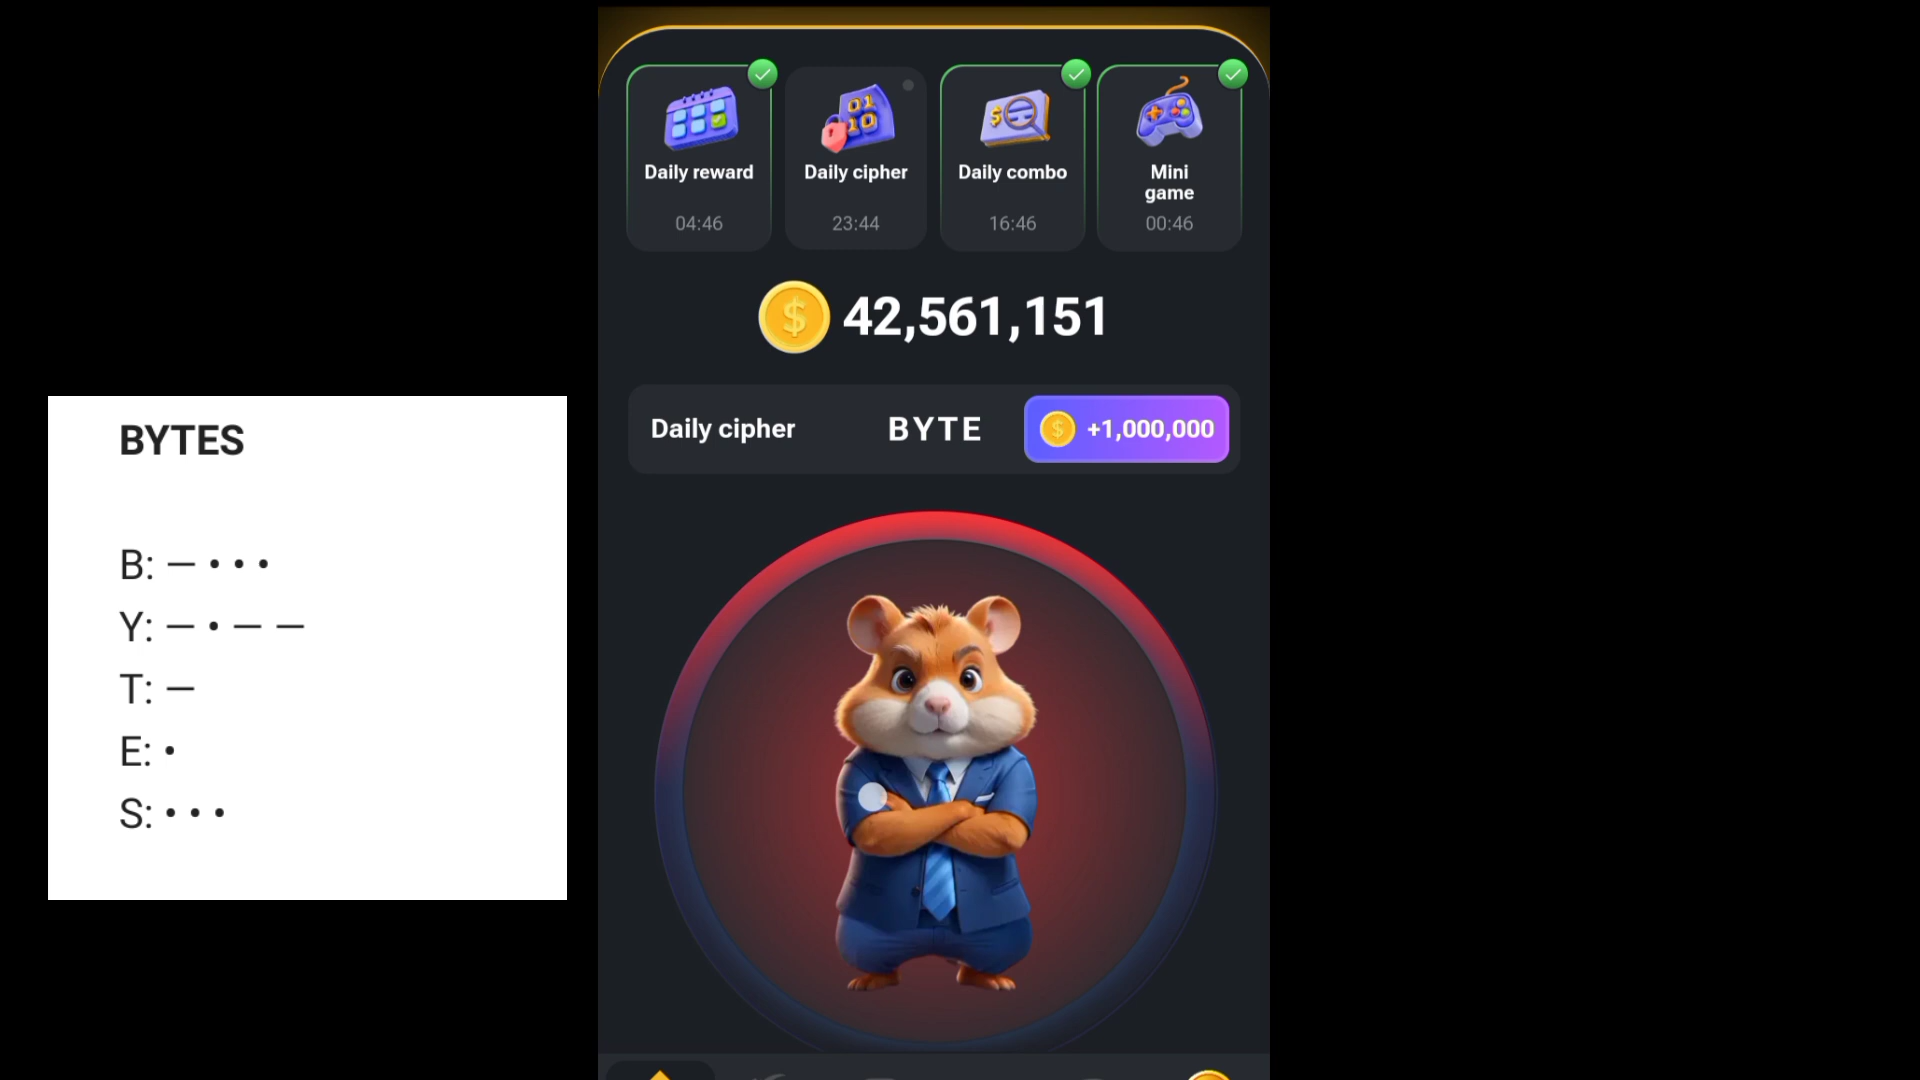 Daily reward
04:46
Daily cipher
23:44
Daily combo
16:46
Mini
game
00:46
42,561,151
Daily cipher BYTE +1,000,000
BYTES
B: — • • •
Y: — • — —
T: —
E: •
S: • • •